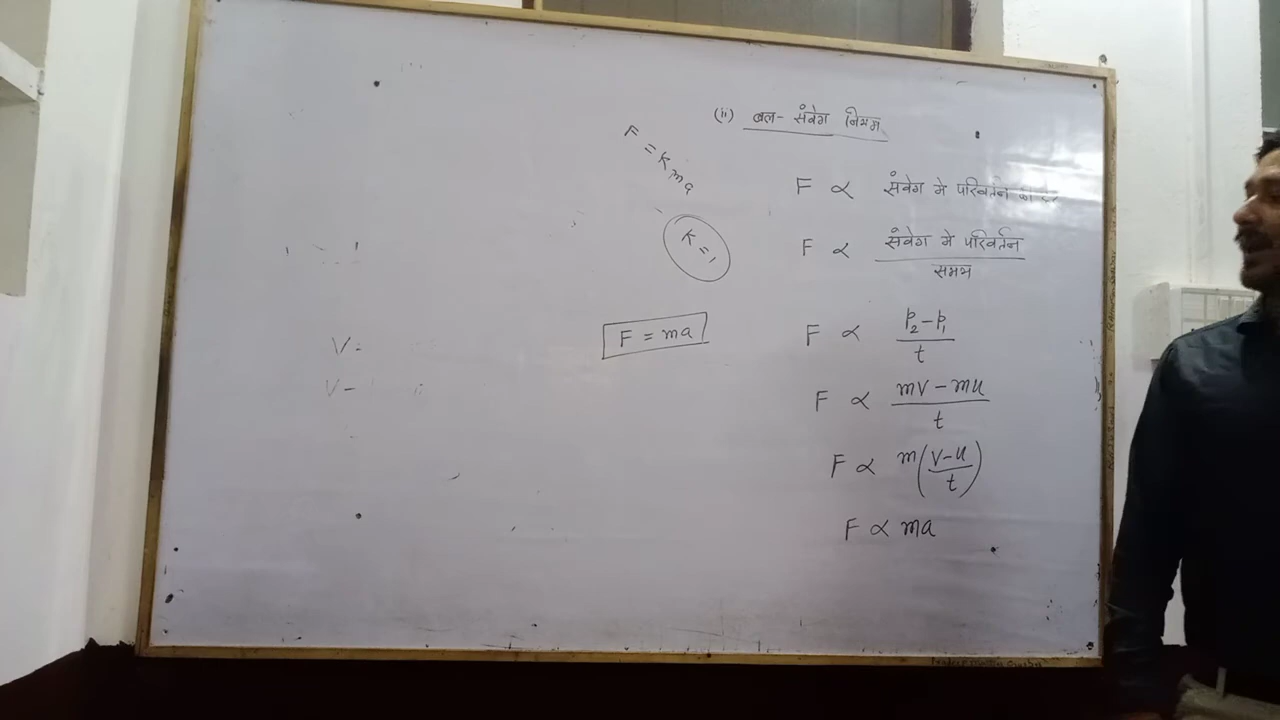 (ii) बल- संवेग नियम
F ∝ संवेग मे परिवर्तन की दर
F ∝ संवेग मे परिवर्तन / समय
F ∝ p₂-p₁ / t
F ∝ mv-mu / t
F ∝ m(v-u / t)
F ∝ ma
F = Kma
K=1
F = ma
V=
V-